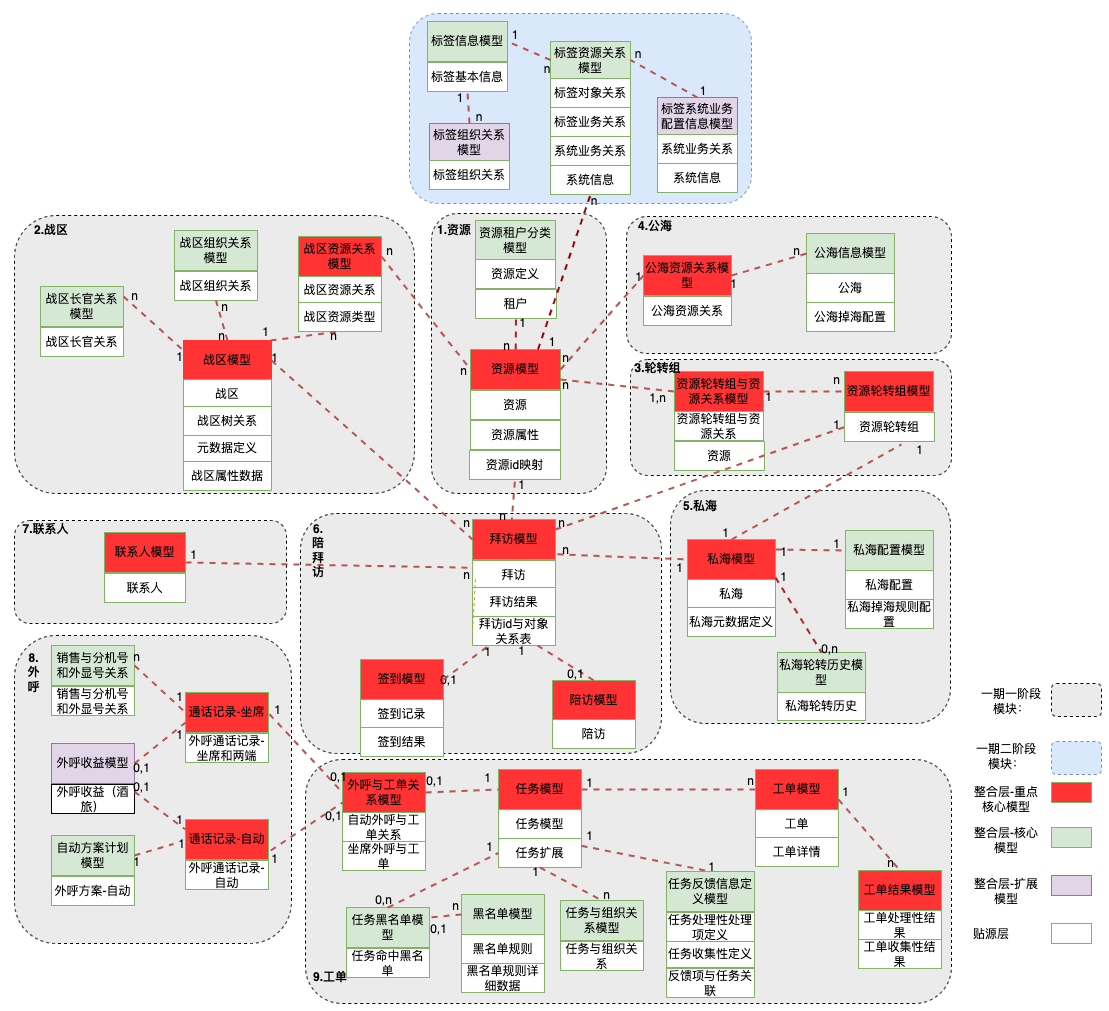 标签信息模型
标签基本信息
1
n
1
n
标签组织关系
模型
标签组织关系
标签资源关系
模型
标签对象关系
标签业务关系
系统业务关系
系统信息
n
1
n
标签系统业务
配置信息模型
系统业务关系
系统信息
2.战区
战区长官关系
模型
战区长官关系
n
1
战区组织关系
模型
战区组织关系
n
n
战区资源关系
模型
战区资源关系
战区资源类型
n
1
n
战区模型
1
战区
战区树关系
元数据定义
战区属性数据
1.资源
资源租户分类
模型
资源定义
租户
1
n
1
n
资源模型
n
n
资源
资源属性
资源id映射
1
n
4.公海
公海资源关系模
型
公海资源关系
1
1
n
公海信息模型
公海
公海掉海配置
3.轮转组
资源轮转组与资
源关系模型
资源轮转组与资
源关系
资源
1,n
1
n
资源轮转组模型
资源轮转组
1
1
7.联系人
联系人模型
联系人
1
6.
陪
拜
访
n
n
n
n
拜访模型
拜访
拜访结果
拜访id与对象
关系表
1
1
0,1
0,1
签到模型
签到记录
签到结果
陪访模型
陪访
5.私海
1
1
私海模型
私海
私海元数据定义
1
1
1
私海配置模型
私海配置
私海掉海规则配
置
0,n
私海轮转历史模
型
私海轮转历史
8.
外
呼
销售与分机号
和外显号关系
销售与分机号
和外显号关系
n
1
外呼收益模型
外呼收益（酒
旅）
0,1
0,1
1
1
自动方案计划
模型
外呼方案-自动
1
1
通话记录-坐席
外呼通话记录-
坐席和两端
1
通话记录-自动
外呼通话记录-
自动
1
9.工单
0,1
0,1
外呼与工单关
系模型
自动外呼与工
单关系
坐席外呼与工
单
0,1
1
任务模型
任务模型
任务扩展
1
n
1
0,n
1
n
1
1
任务黑名单模
型
任务命中黑名
单
0,1
n
黑名单模型
黑名单规则
黑名单规则详
细数据
任务与组织关
系模型
任务与组织关
系
任务反馈信息定
义模型
任务处理性处理
项定义
任务收集性定义
反馈项与任务关
联
工单模型
工单
工单详情
1
n
工单结果模型
工单处理性结
果
工单收集性结
果
一期一阶段
模块：
一期二阶段
模块：
整合层-重点
核心模型
整合层-核心
模型
整合层-扩展
模型
贴源层